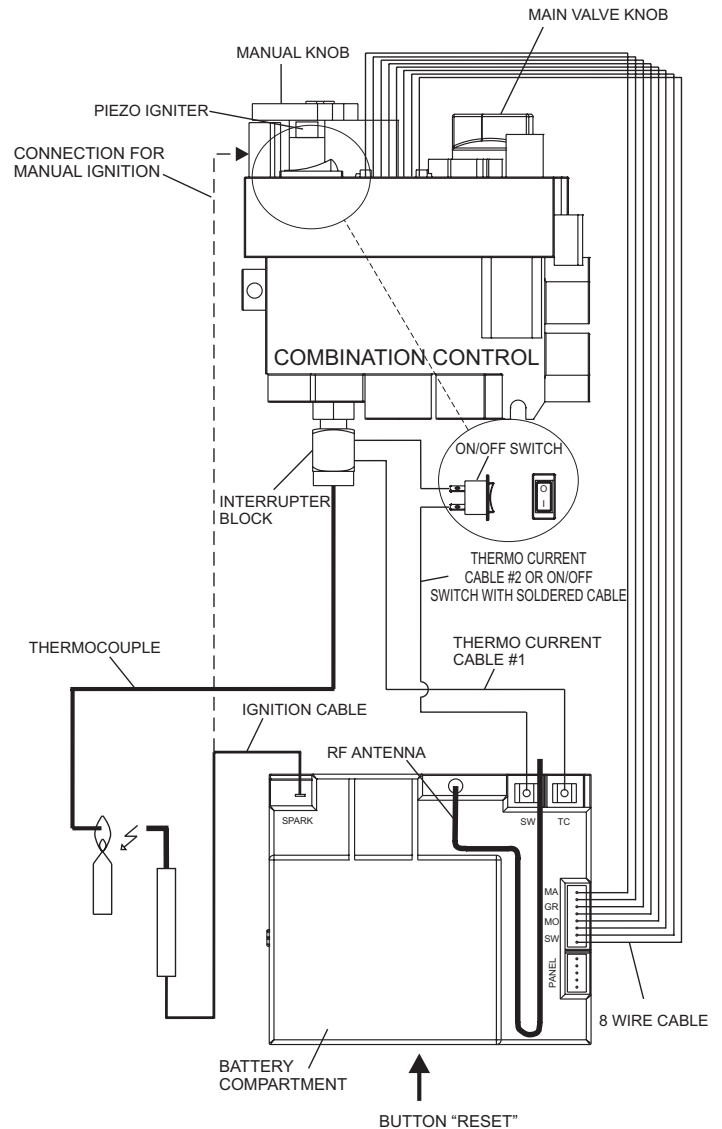 MAIN VALVE KNOB
MANUAL KNOB
PIEZO IGNITER
CONNECTION FOR
MANUAL IGNITION
COMBINATION CONTROL
ON/OFF SWITCH
INTERRUPTER
BLOCK
THERMO CURRENT
CABLE #2 OR ON/OFF
SWITCH WITH SOLDERED CABLE
THERMOCOUPLE
THERMO CURRENT
CABLE #1
IGNITION CABLE
RF ANTENNA
SPARK
SW
TC
MA
GR
MO
SW
PANEL
8 WIRE CABLE
BATTERY
COMPARTMENT
BUTTON “RESET”